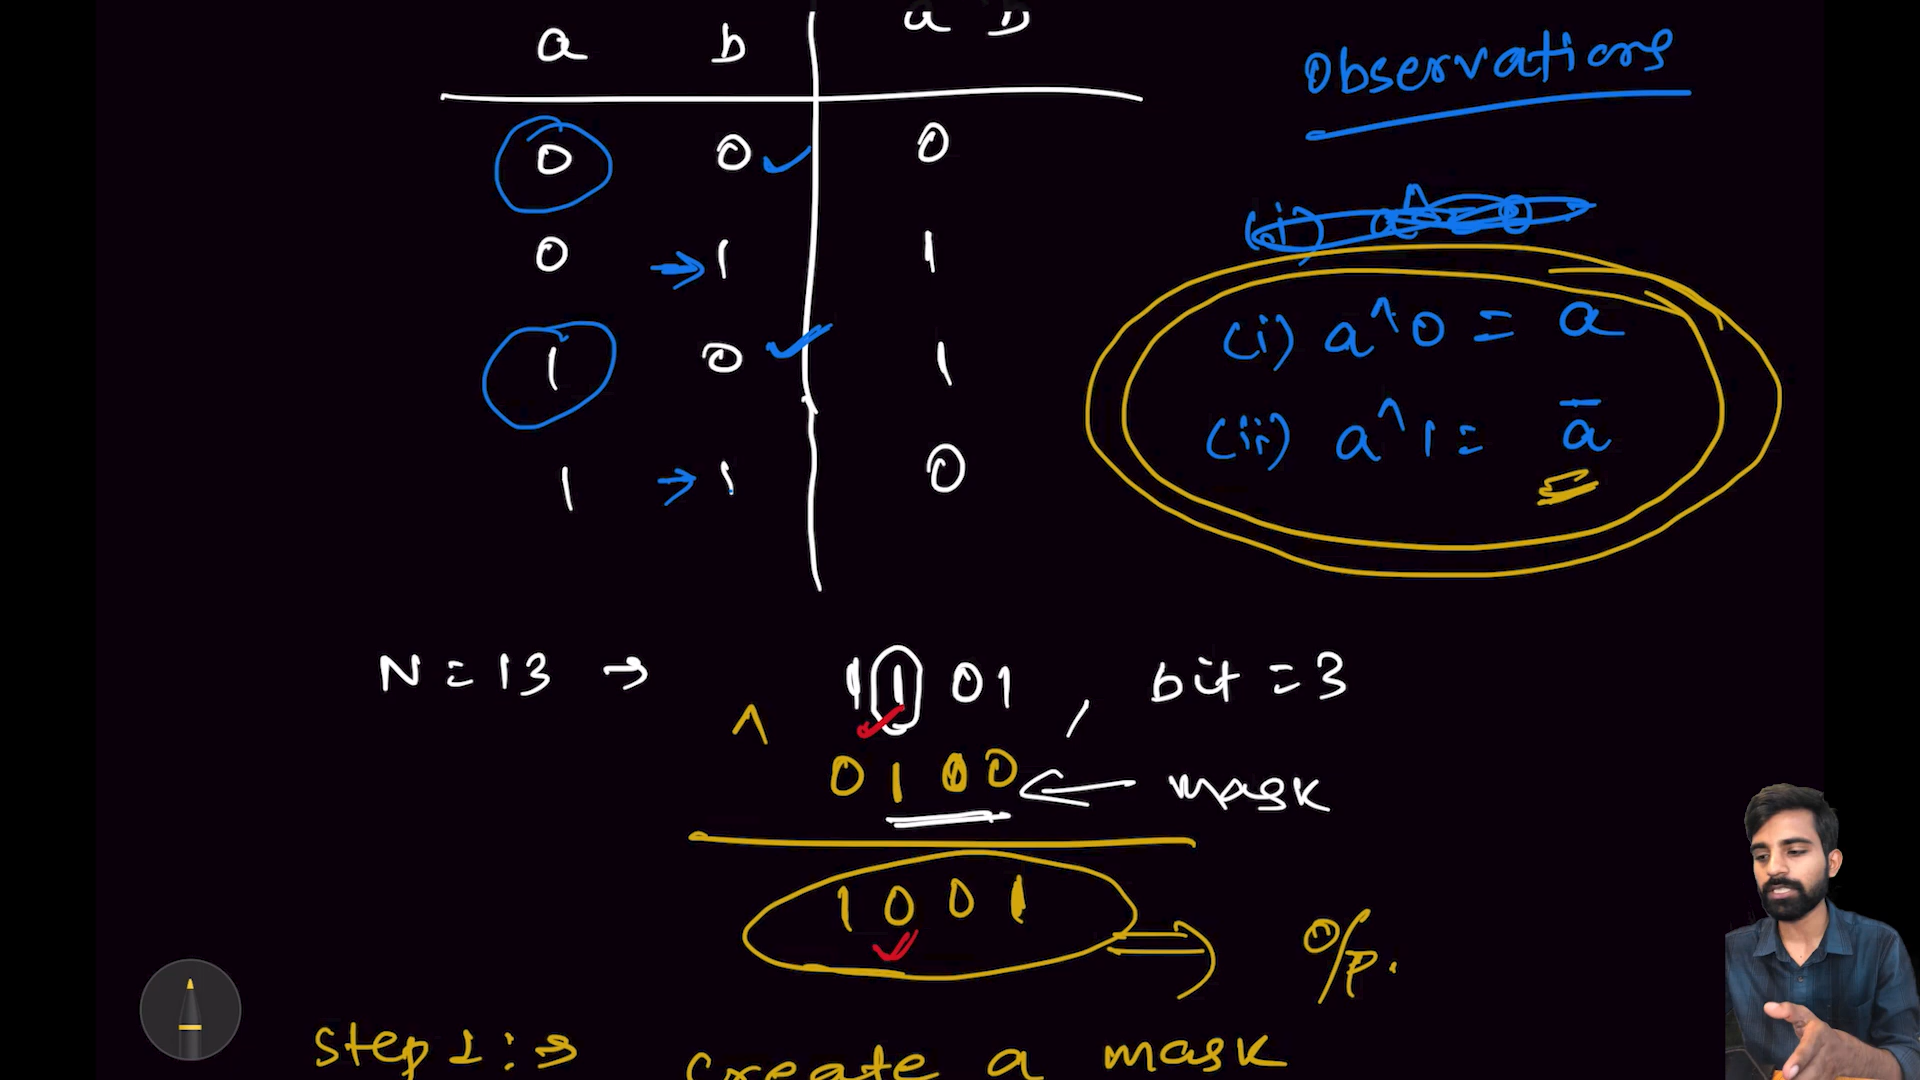 a b a b
Observations
0 0 0
0 → 1 1
1 0 1
1 → 1 0
(i) a^0 = a
(ii) a^1 = a̅
N = 13 → 1101 , bit = 3
^ 0100 ← mask
1001 ⇒ O/P.
Step 1 : → create a mask